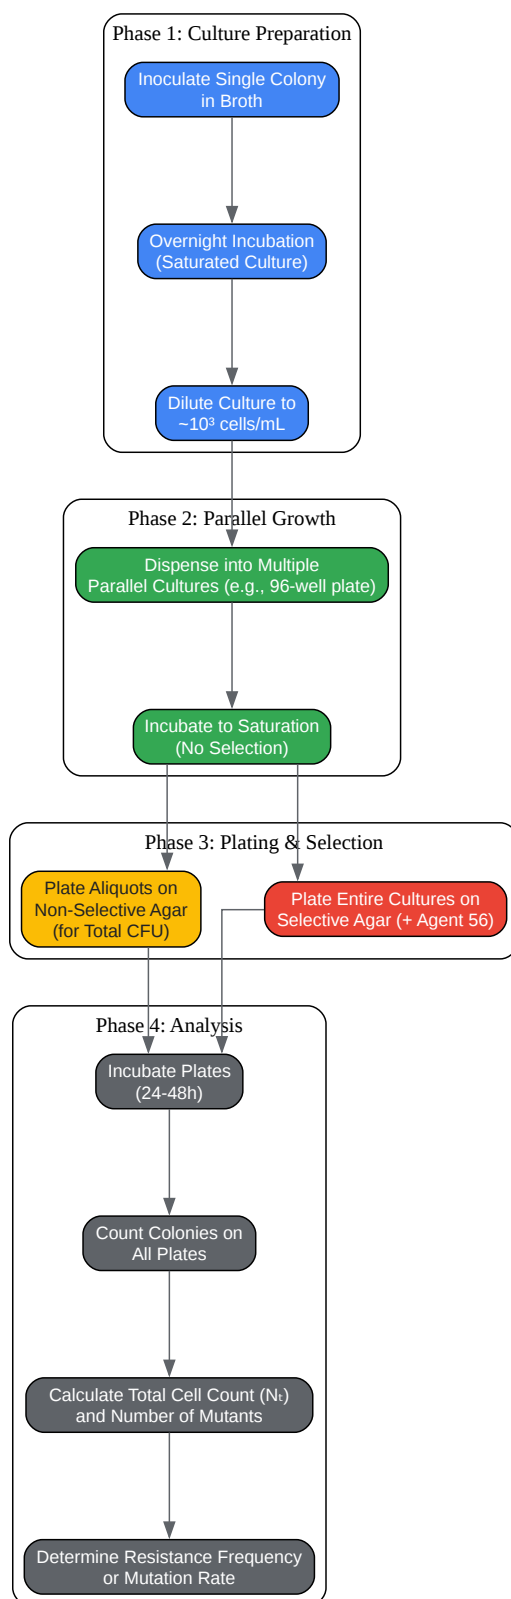 Phase 1: Culture Preparation
Inoculate Single Colony
in Broth
Overnight Incubation
(Saturated Culture)
Dilute Culture to
~10³ cells/mL
Phase 2: Parallel Growth
Dispense into Multiple
Parallel Cultures (e.g., 96-well plate)
Incubate to Saturation
(No Selection)
Phase 3: Plating & Selection
Plate Aliquots on
Non-Selective Agar
(for Total CFU)
Plate Entire Cultures on
Selective Agar (+ Agent 56)
Phase 4: Analysis
Incubate Plates
(24-48h)
Count Colonies on
All Plates
Calculate Total Cell Count (Nₜ)
and Number of Mutants
Determine Resistance Frequency
or Mutation Rate